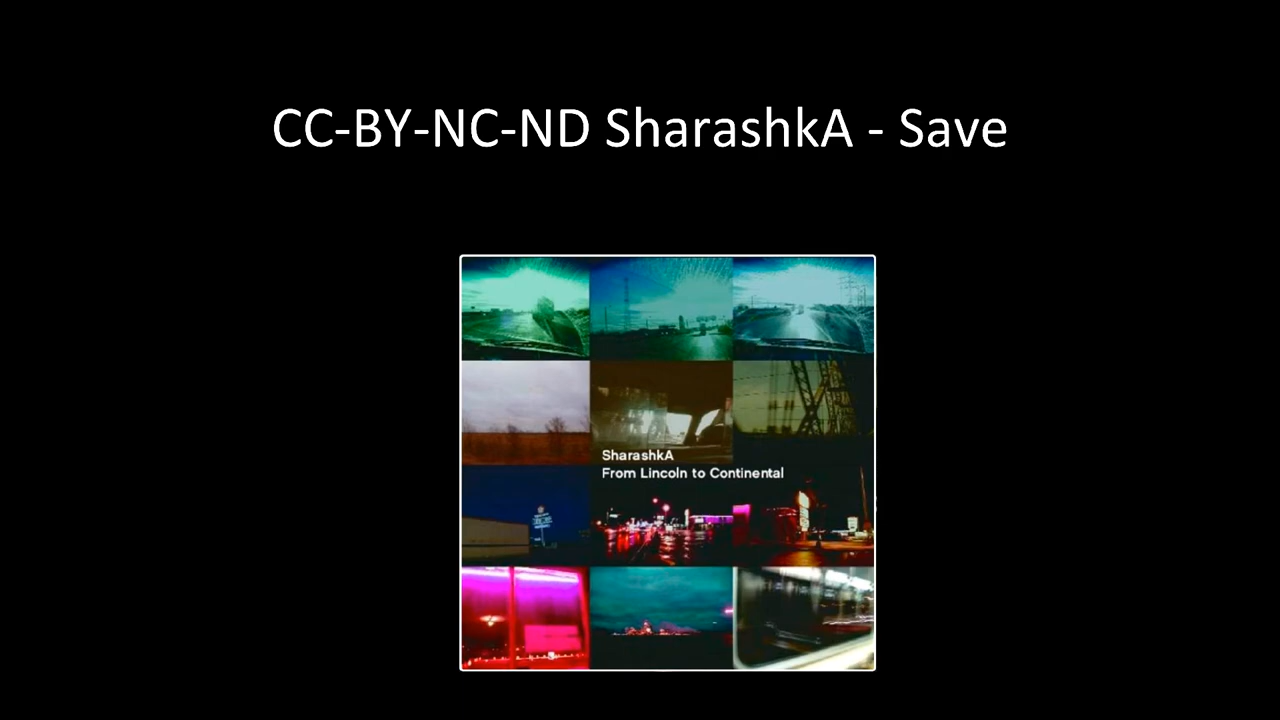 CC-BY-NC-ND SharashkA - Save
SharashkA
From Lincoln to Continental